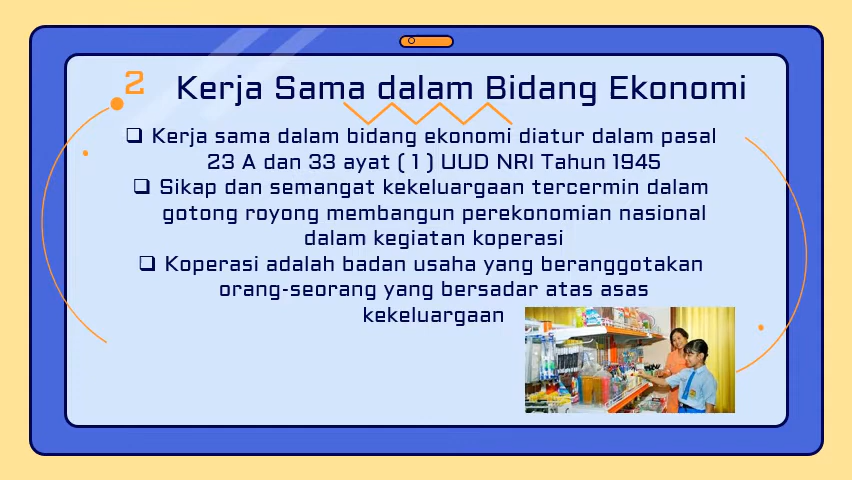 2 Kerja Sama dalam Bidang Ekonomi
❑ Kerja sama dalam bidang ekonomi diatur dalam pasal
23 A dan 33 ayat ( 1 ) UUD NRI Tahun 1945
❑ Sikap dan semangat kekeluargaan tercermin dalam
gotong royong membangun perekonomian nasional
dalam kegiatan koperasi
❑ Koperasi adalah badan usaha yang beranggotakan
orang-seorang yang bersadar atas asas
kekeluargaan